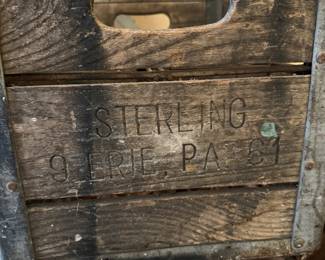 STERLING
9 ERIE, PA. 61